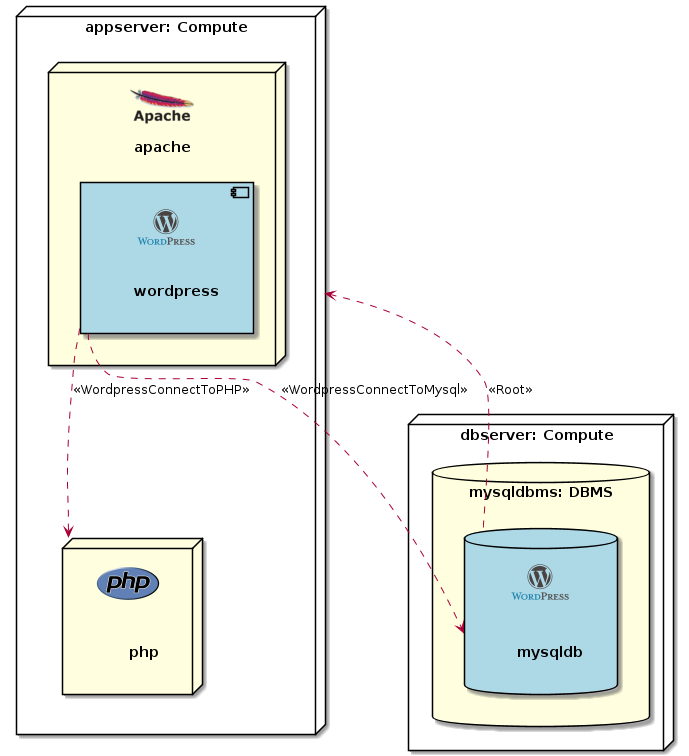 appserver: Compute
Apache
apache
WORDPRESS
wordpress
«WordpressConnectToPHP»
«WordpressConnectToMysql»
«Root»
dbserver: Compute
mysqldbms: DBMS
WORDPRESS
mysqldb
php
php